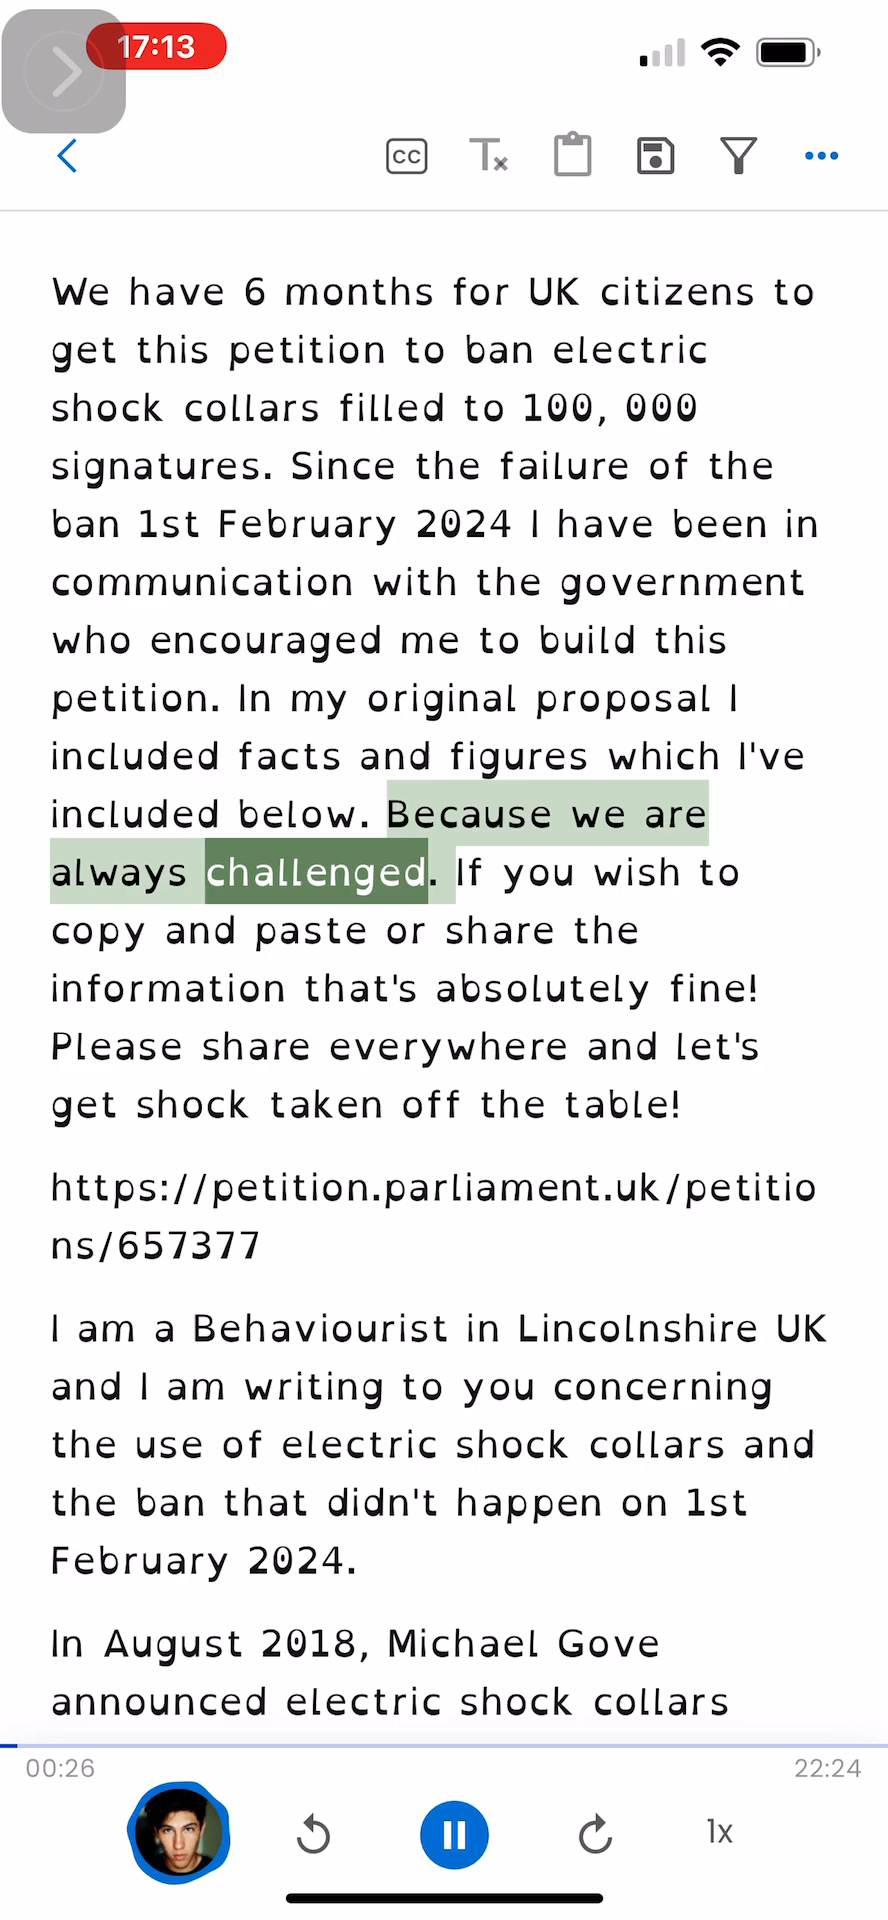 17:13
CC
Tx
We have 6 months for UK citizens to
get this petition to ban electric
shock collars filled to 100, 000
signatures. Since the failure of the
ban 1st February 2024 I have been in
communication with the government
who encouraged me to build this
petition. In my original proposal I
included facts and figures which I've
included below. Because we are
always challenged. If you wish to
copy and paste or share the
information that's absolutely fine!
Please share everywhere and let's
get shock taken off the table!
https://petition.parliament.uk/petitio
ns/657377
I am a Behaviourist in Lincolnshire UK
and I am writing to you concerning
the use of electric shock collars and
the ban that didn't happen on 1st
February 2024.
In August 2018, Michael Gove
announced electric shock collars
00:26
22:24
1x